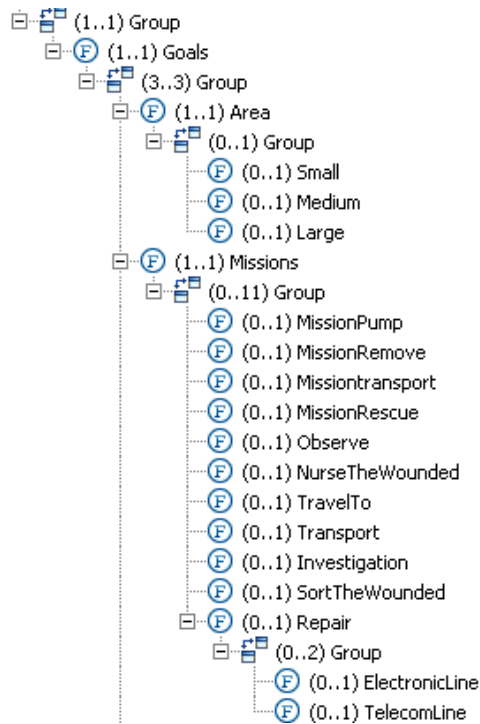 (1..1) Group
F (1..1) Goals
(3..3) Group
F (1..1) Area
(0..1) Group
F (0..1) Small
F (0..1) Medium
F (0..1) Large
F (1..1) Missions
(0..11) Group
F (0..1) MissionPump
F (0..1) MissionRemove
F (0..1) Missiontransport
F (0..1) MissionRescue
F (0..1) Observe
F (0..1) NurseTheWounded
F (0..1) TravelTo
F (0..1) Transport
F (0..1) Investigation
F (0..1) SortTheWounded
F (0..1) Repair
(0..2) Group
F (0..1) ElectronicLine
F (0..1) TelecomLine